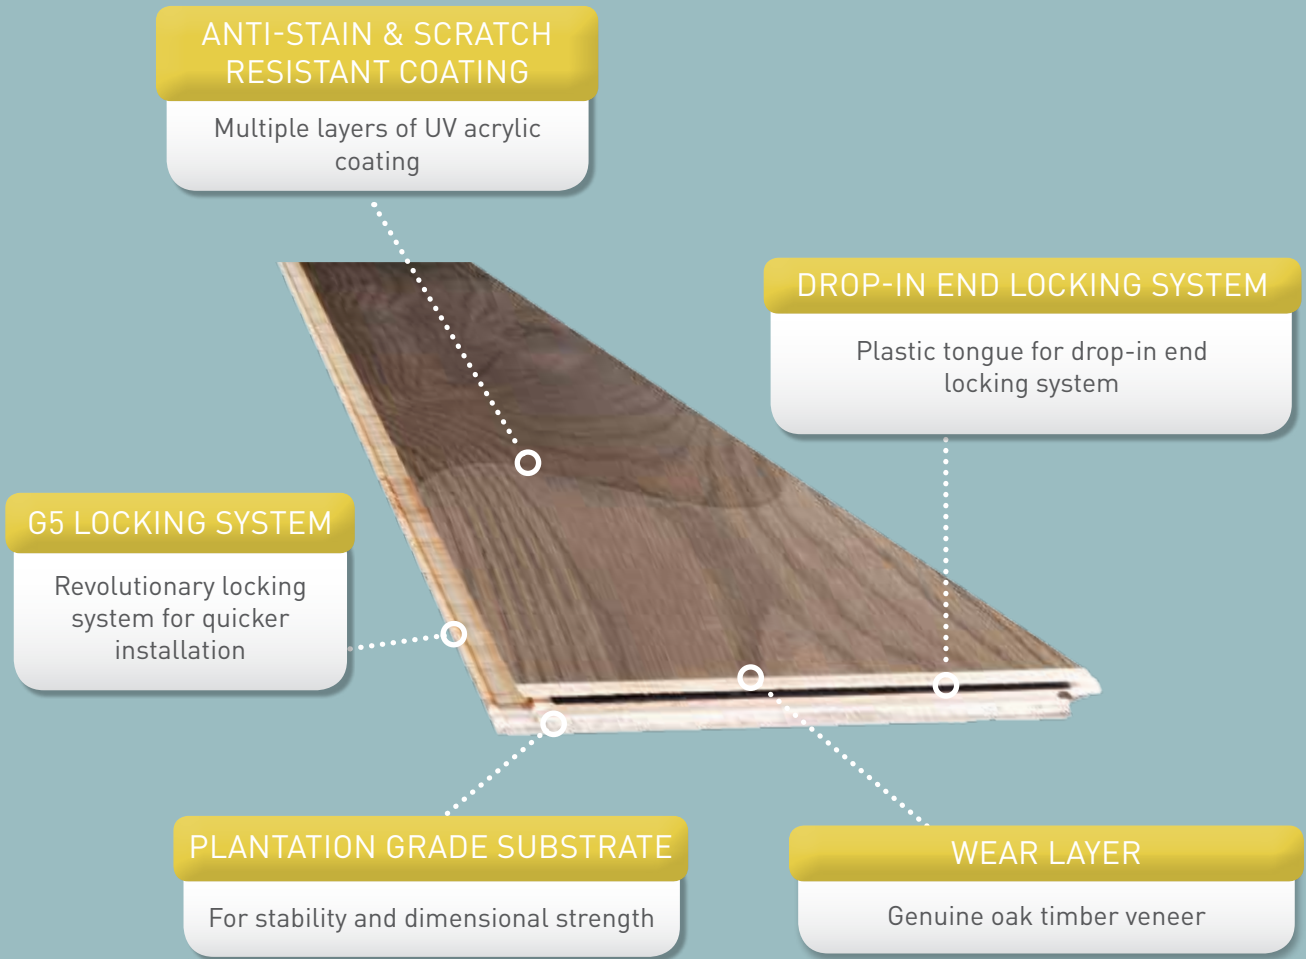 ANTI-STAIN & SCRATCH
RESISTANT COATING
Multiple layers of UV acrylic
coating
DROP-IN END LOCKING SYSTEM
Plastic tongue for drop-in end
locking system
G5 LOCKING SYSTEM
Revolutionary locking
system for quicker
installation
PLANTATION GRADE SUBSTRATE
For stability and dimensional strength
WEAR LAYER
Genuine oak timber veneer